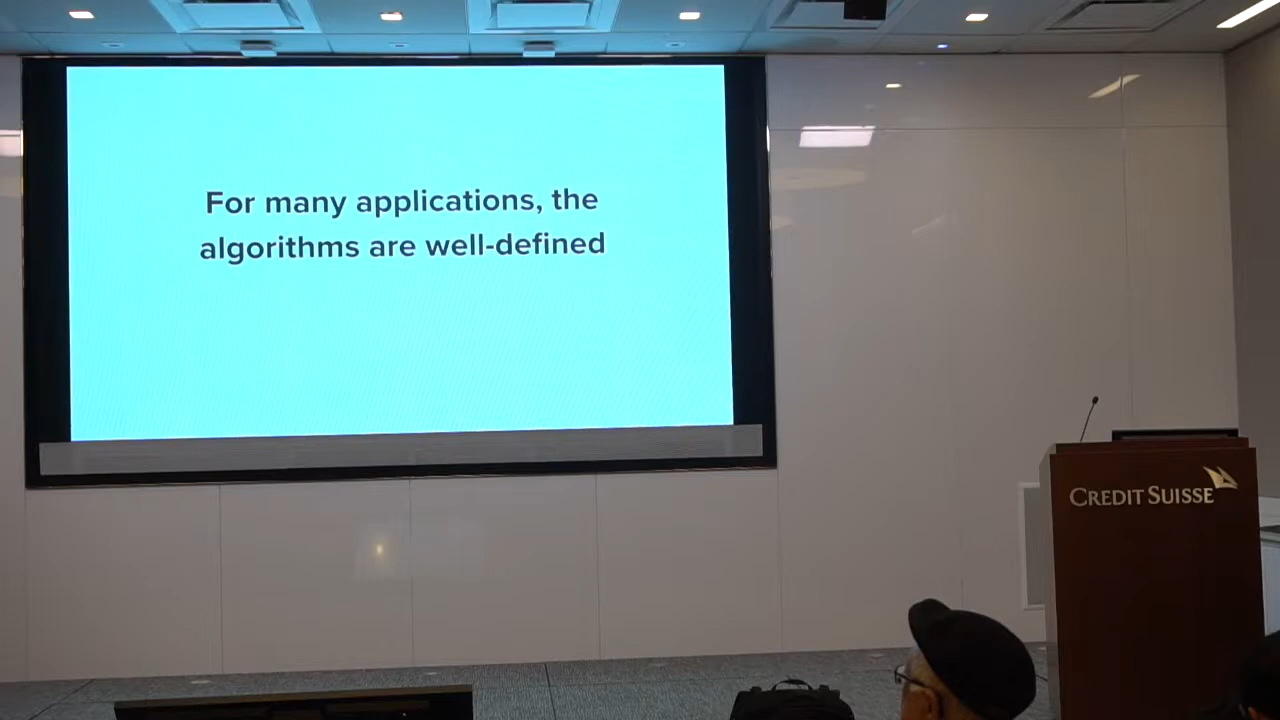 For many applications, the
algorithms are well-defined
CREDIT SUISSE